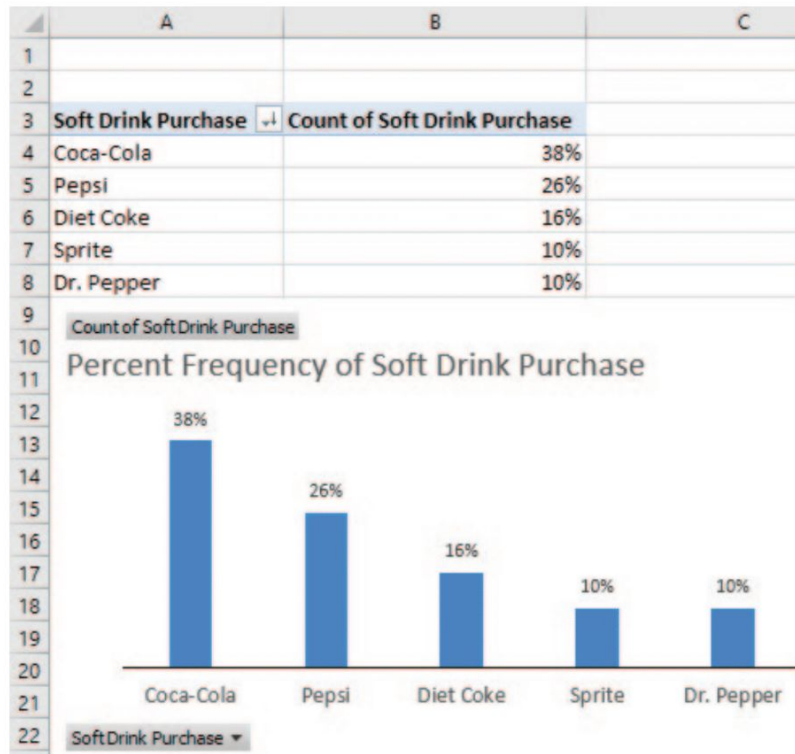 A B C
1
2
3 Soft Drink Purchase Count of Soft Drink Purchase
4 Coca-Cola 38%
5 Pepsi 26%
6 Diet Coke 16%
7 Sprite 10%
8 Dr. Pepper 10%
9
Count of Soft Drink Purchase
10
Percent Frequency of Soft Drink Purchase
11
12
38%
13
14
26%
15
16
16%
17
10% 10%
18
19
20
Coca-Cola Pepsi Diet Coke Sprite Dr. Pepper
21
22 Soft Drink Purchase